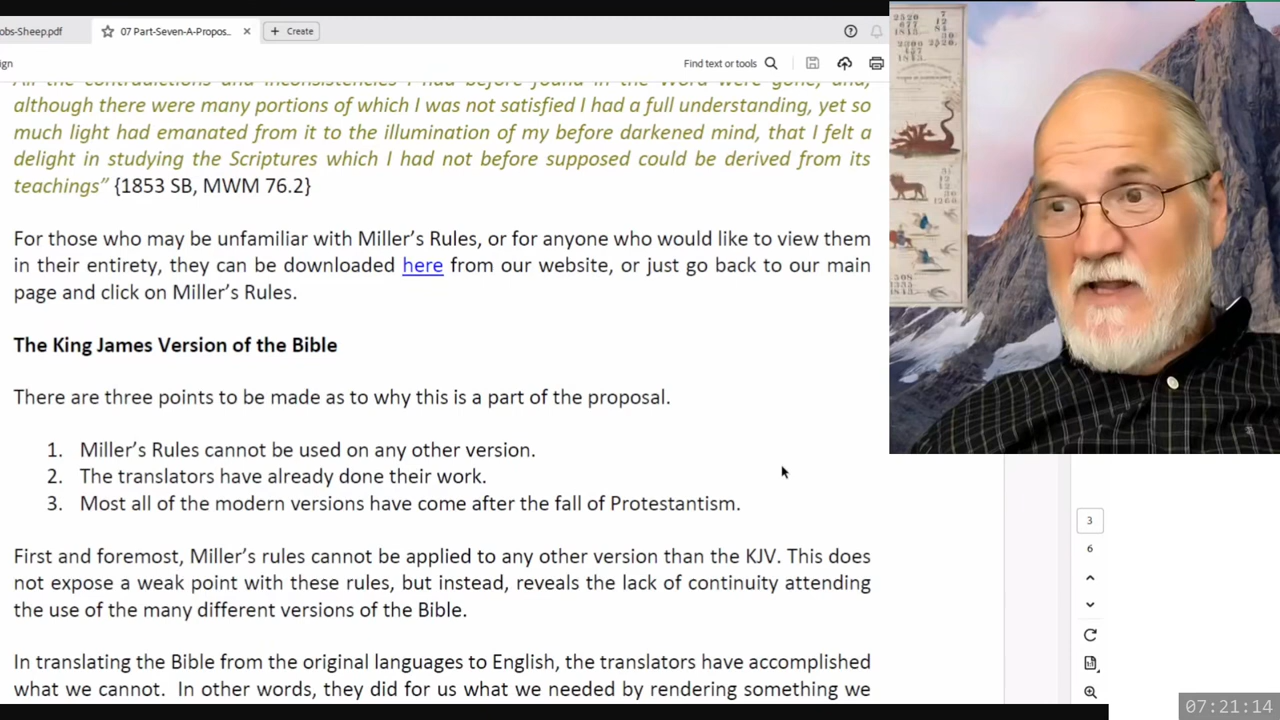 obs-Sheep.pdf
07 Part-Seven-A-Propos...
Create
ign
Find text or tools
although there were many portions of which I was not satisfied I had a full understanding, yet so
much light had emanated from it to the illumination of my before darkened mind, that I felt a
delight in studying the Scriptures which I had not before supposed could be derived from its
teachings” {1853 SB, MWM 76.2}
For those who may be unfamiliar with Miller’s Rules, or for anyone who would like to view them
in their entirety, they can be downloaded here from our website, or just go back to our main
page and click on Miller’s Rules.
The King James Version of the Bible
There are three points to be made as to why this is a part of the proposal.
1. Miller’s Rules cannot be used on any other version.
2. The translators have already done their work.
3. Most all of the modern versions have come after the fall of Protestantism.
First and foremost, Miller’s rules cannot be applied to any other version than the KJV. This does
not expose a weak point with these rules, but instead, reveals the lack of continuity attending
the use of the many different versions of the Bible.
In translating the Bible from the original languages to English, the translators have accomplished
what we cannot. In other words, they did for us what we needed by rendering something we
3
6
07:21:14